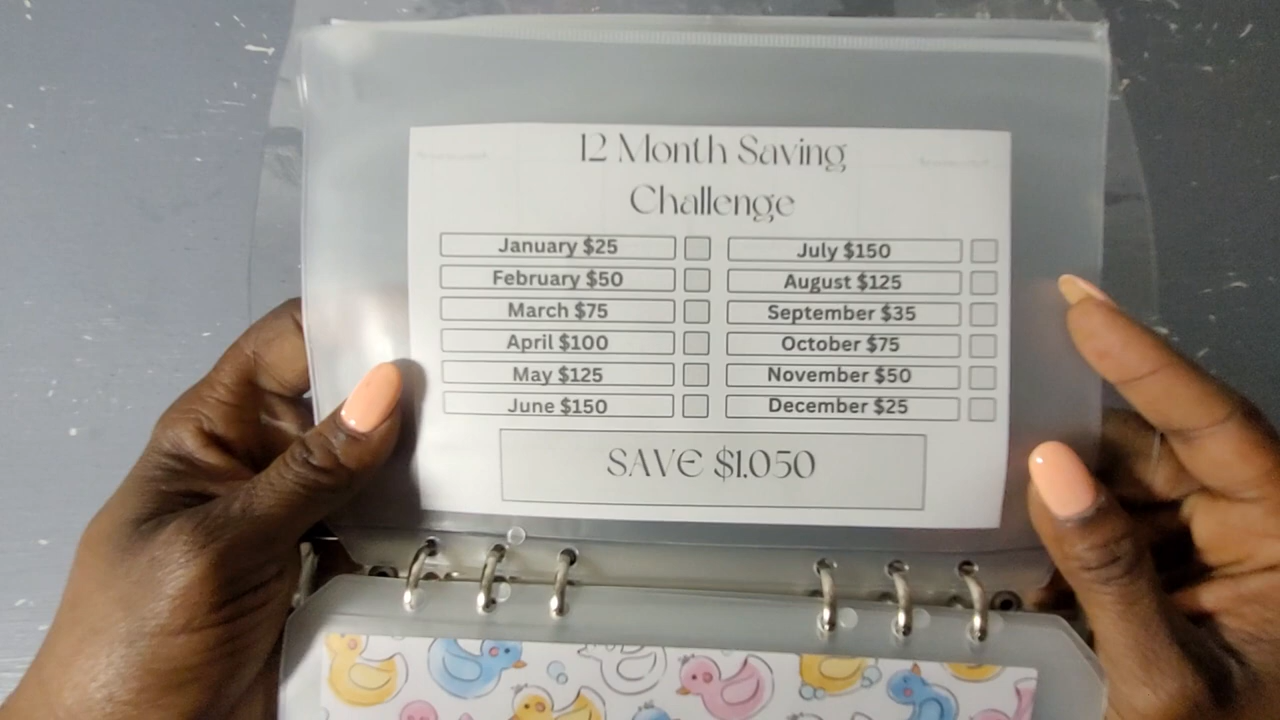 12 Month Saving
Challenge
January $25
February $50
March $75
April $100
May $125
June $150
July $150
August $125
September $35
October $75
November $50
December $25
SAVE $1.050